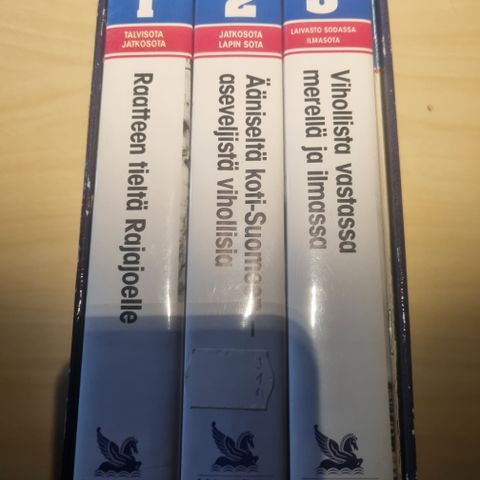 1
TALVISOTA
JATKOSOTA
Raatteen tieltä Rajajoelle
2
JATKOSOTA
LAPIN SOTA
Ääniseltä koti-Suomeen –
aseveljistä vihollisia
3
LAIVASTO SODASSA
ILMASOTA
Vihollista vastassa
merellä ja ilmassa